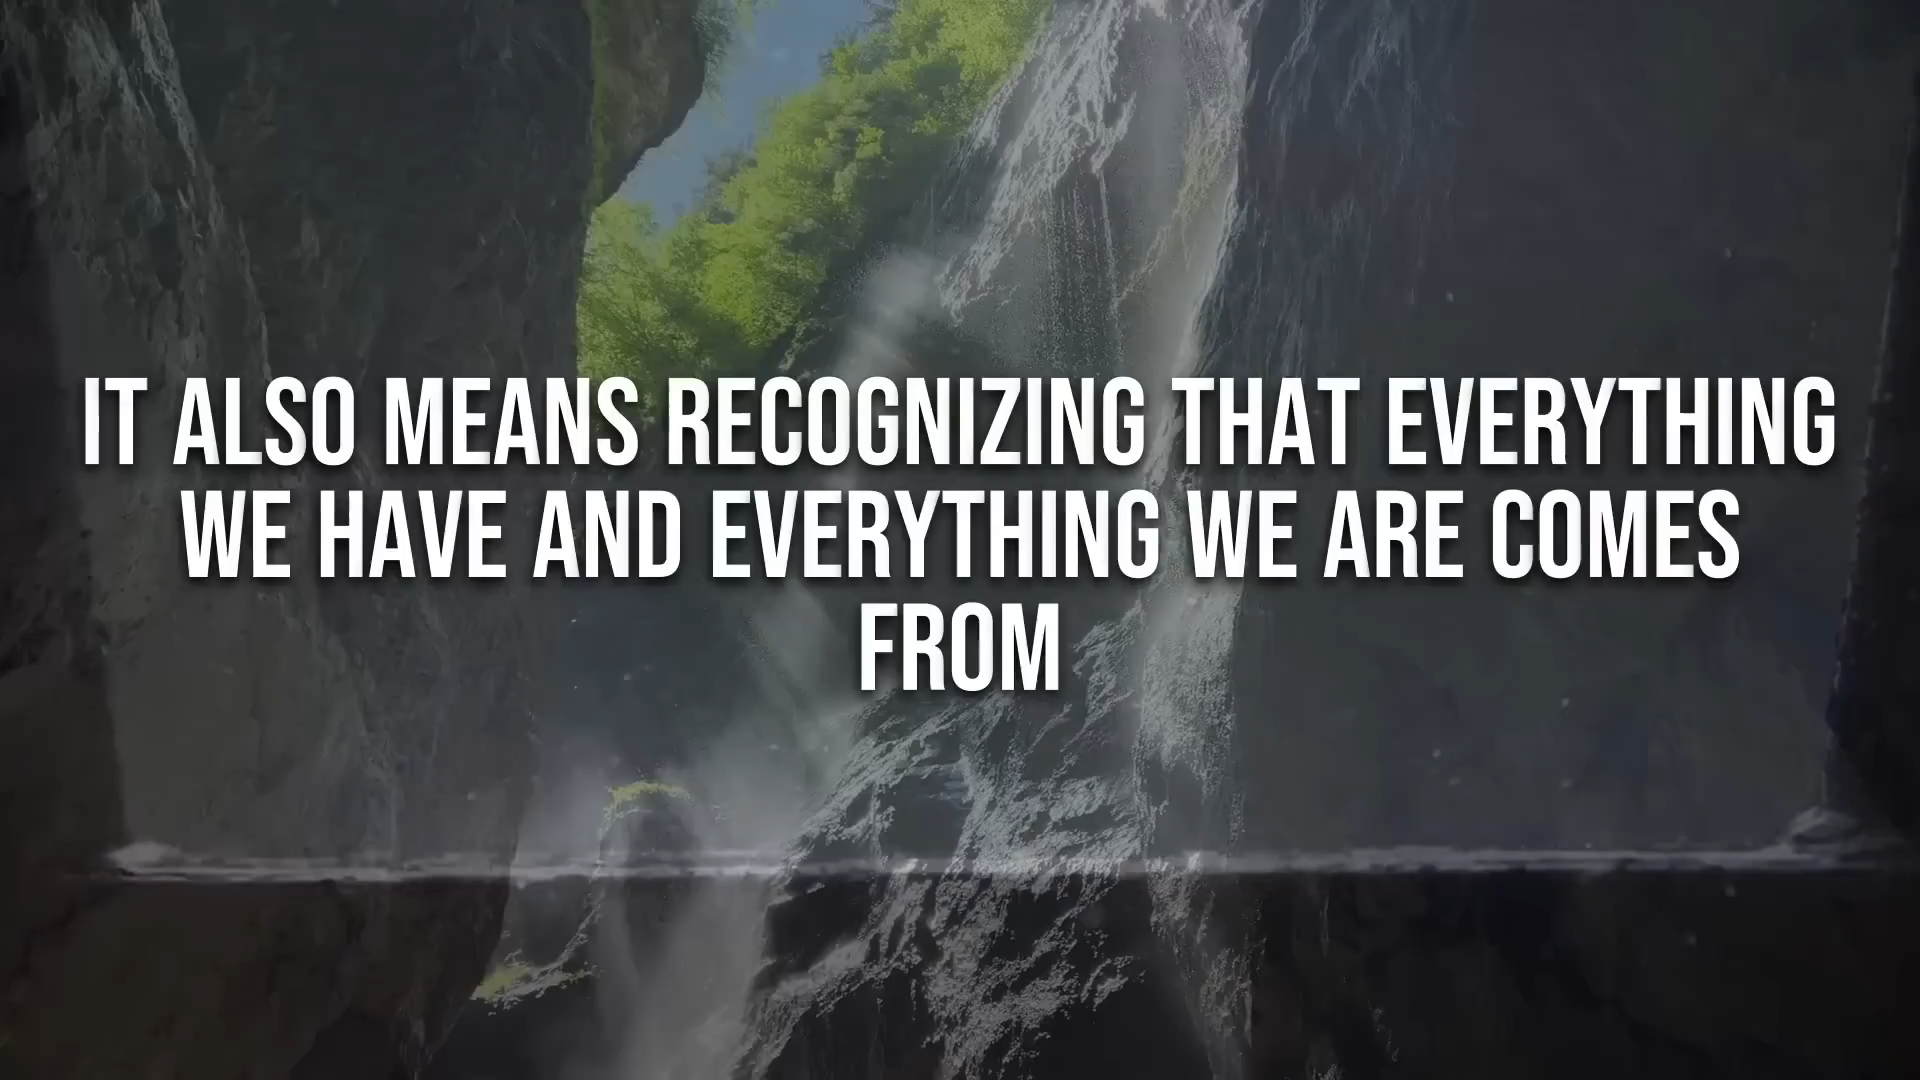 IT ALSO MEANS RECOGNIZING THAT EVERYTHING
WE HAVE AND EVERYTHING WE ARE COMES
FROM